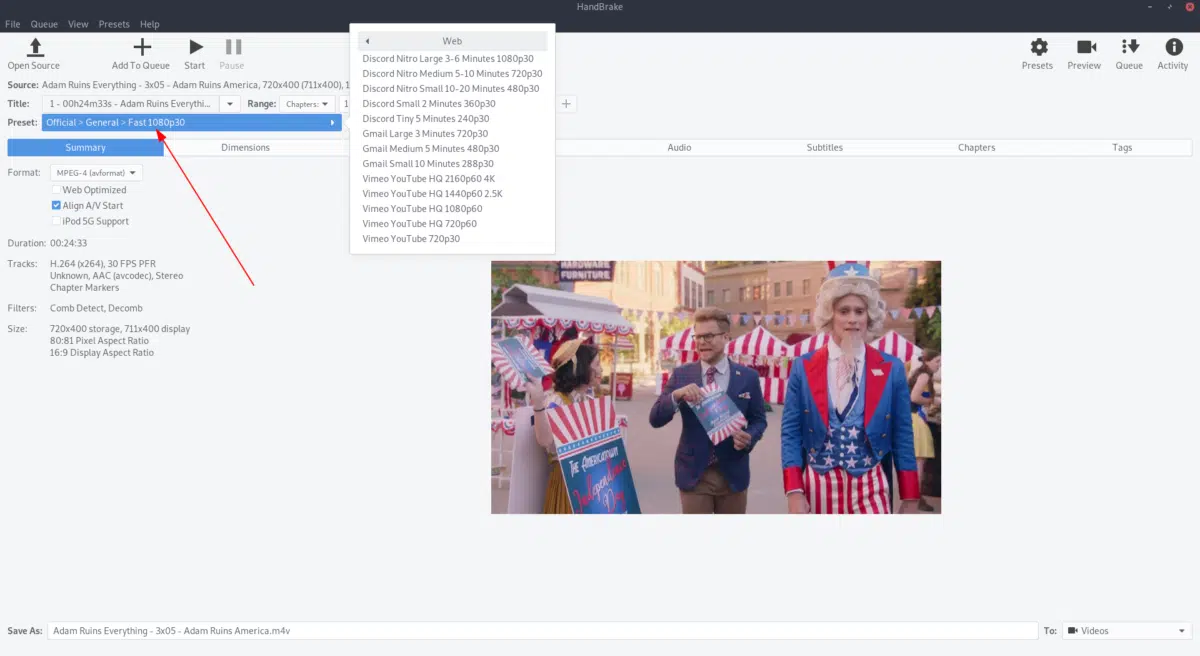 HandBrake
File Queue View Presets Help
Open Source Add To Queue Start Pause Presets Preview Queue Activity
Source: Adam Ruins Everything - 3x05 - Adam Ruins America, 720x400 (711x400), 1
Title: 1 - 00h24m33s - Adam Ruins Everythi... Range: Chapters: 1
Preset: Official > General > Fast 1080p30
Web
Discord Nitro Large 3-6 Minutes 1080p30
Discord Nitro Medium 5-10 Minutes 720p30
Discord Nitro Small 10-20 Minutes 480p30
Discord Small 2 Minutes 360p30
Discord Tiny 5 Minutes 240p30
Gmail Large 3 Minutes 720p30
Gmail Medium 5 Minutes 480p30
Gmail Small 10 Minutes 288p30
Vimeo YouTube HQ 2160p60 4K
Vimeo YouTube HQ 1440p60 2.5K
Vimeo YouTube HQ 1080p60
Vimeo YouTube HQ 720p60
Vimeo YouTube 720p30
Summary Dimensions Audio Subtitles Chapters Tags
Format: MPEG-4 (avformat)
Web Optimized
Align A/V Start
iPod 5G Support
Duration: 00:24:33
Tracks: H.264 (x264), 30 FPS PFR
Unknown, AAC (avcodec), Stereo
Chapter Markers
Filters: Comb Detect, Decomb
Size: 720x400 storage, 711x400 display
80:81 Pixel Aspect Ratio
16:9 Display Aspect Ratio
HARDWARE
FURNITURE
THE AMERICATOWN
Independence
Day
Save As: Adam Ruins Everything - 3x05 - Adam Ruins America.m4v To: Videos